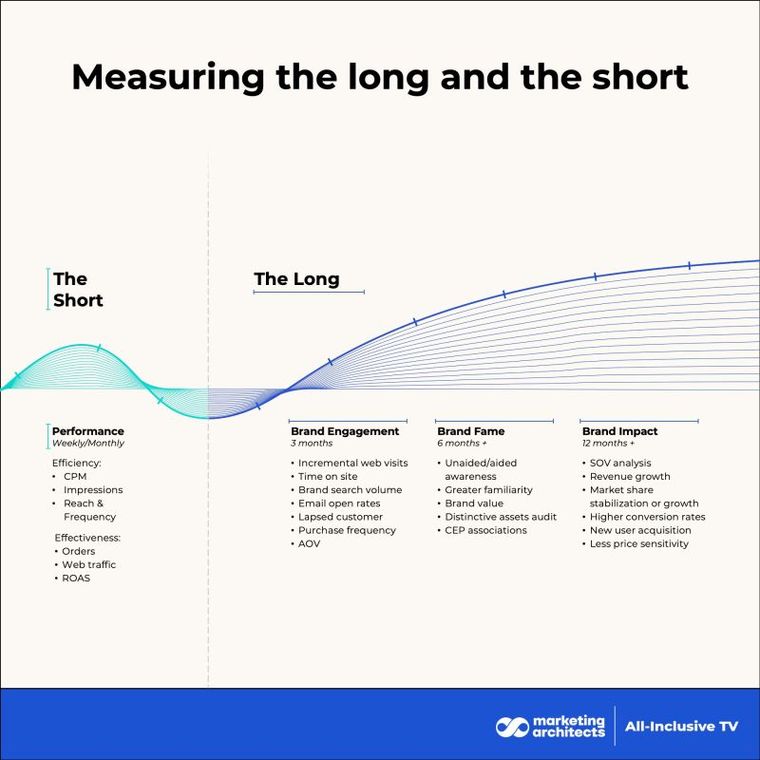 Measuring the long and the short
The
Short
The Long
Performance
Weekly/Monthly
Efficiency:
• CPM
• Impressions
• Reach &
Frequency
Effectiveness:
• Orders
• Web traffic
• ROAS
Brand Engagement
3 months
• Incremental web visits
• Time on site
• Brand search volume
• Email open rates
• Lapsed customer
• Purchase frequency
• AOV
Brand Fame
6 months +
• Unaided/aided
awareness
• Greater familiarity
• Brand value
• Distinctive assets audit
• CEP associations
Brand Impact
12 months +
• SOV analysis
• Revenue growth
• Market share
stabilization or growth
• Higher conversion rates
• New user acquisition
• Less price sensitivity
marketing
architects
All-Inclusive TV